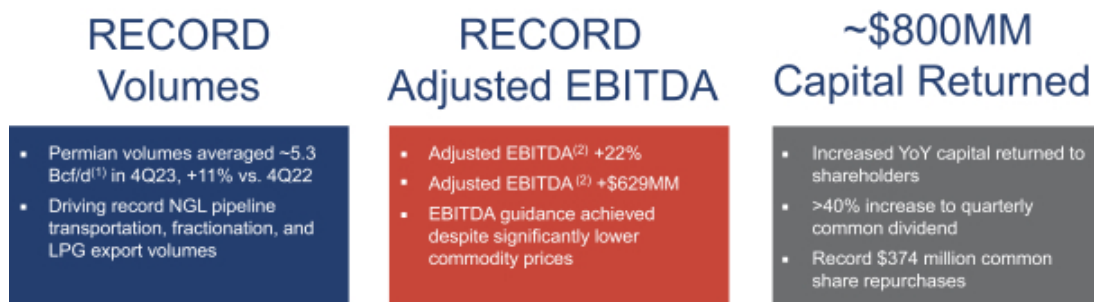 RECORD
Volumes
▪ Permian volumes averaged ~5.3
Bcf/d(1) in 4Q23, +11% vs. 4Q22
▪ Driving record NGL pipeline
transportation, fractionation, and
LPG export volumes
RECORD
Adjusted EBITDA
▪ Adjusted EBITDA(2) +22%
▪ Adjusted EBITDA (2) +$629MM
▪ EBITDA guidance achieved
despite significantly lower
commodity prices
~$800MM
Capital Returned
▪ Increased YoY capital returned to
shareholders
▪ >40% increase to quarterly
common dividend
▪ Record $374 million common
share repurchases